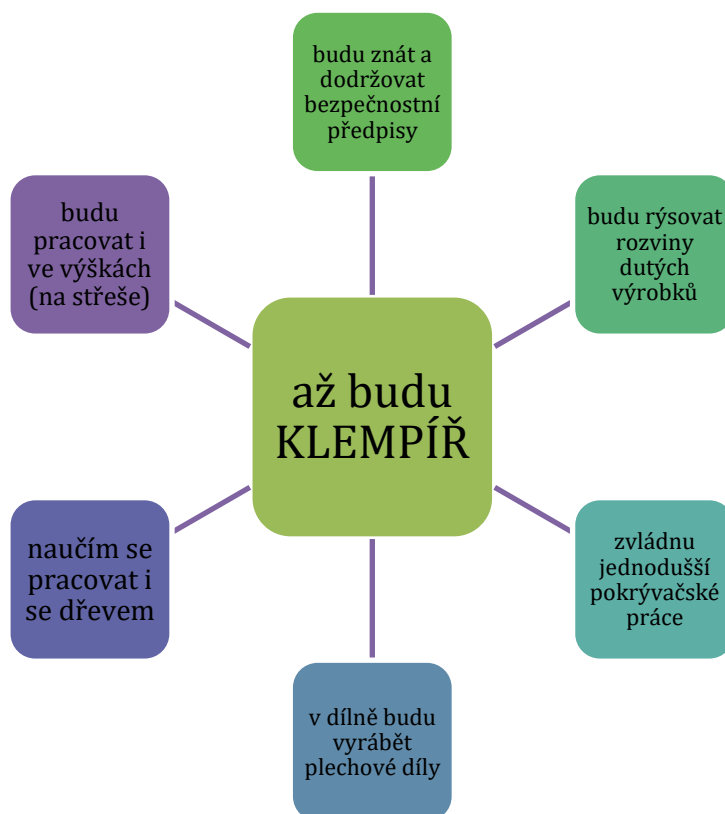 budu znát a
dodržovat
bezpečnostní
předpisy
budu
pracovat i
ve výškách
(na střeše)
budu rýsovat
rozviny
dutých
výrobků
až budu
KLEMPÍŘ
naučím se
pracovat i
se dřevem
zvládnu
jednodušší
pokrývačské
práce
v dílně budu
vyrábět
plechové díly